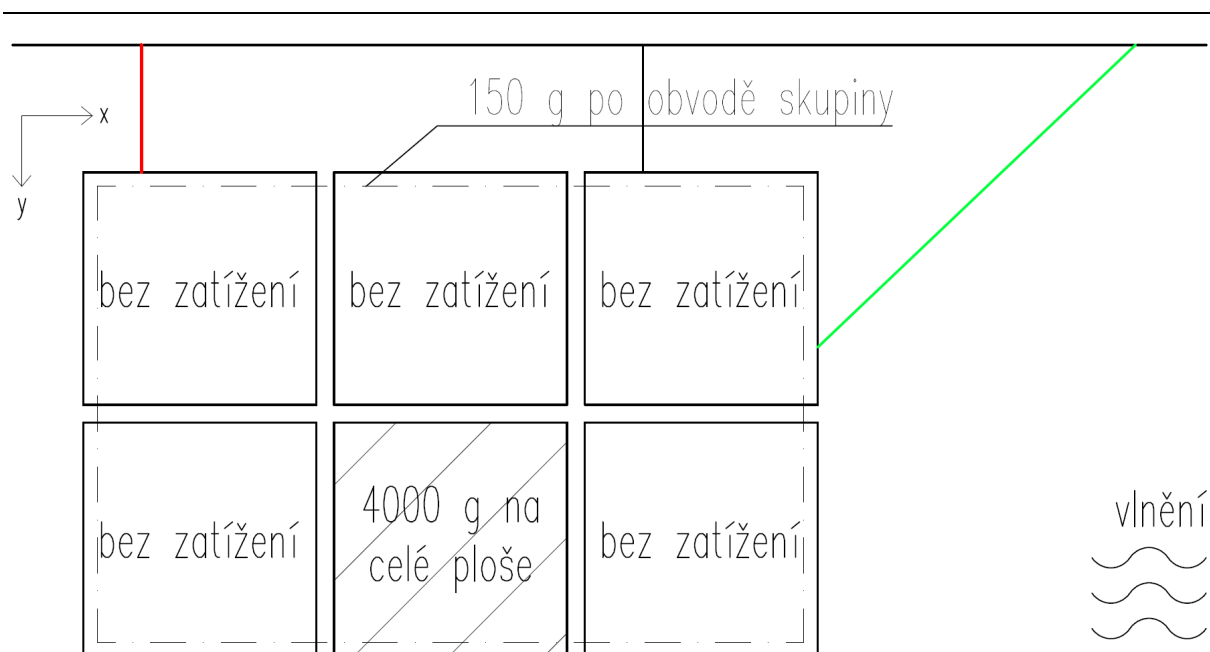 150 g po obvodě skupiny
x
y
bez zatížení
bez zatížení
bez zatížení
bez zatížení
4000 g na
celé ploše
bez zatížení
vlnění